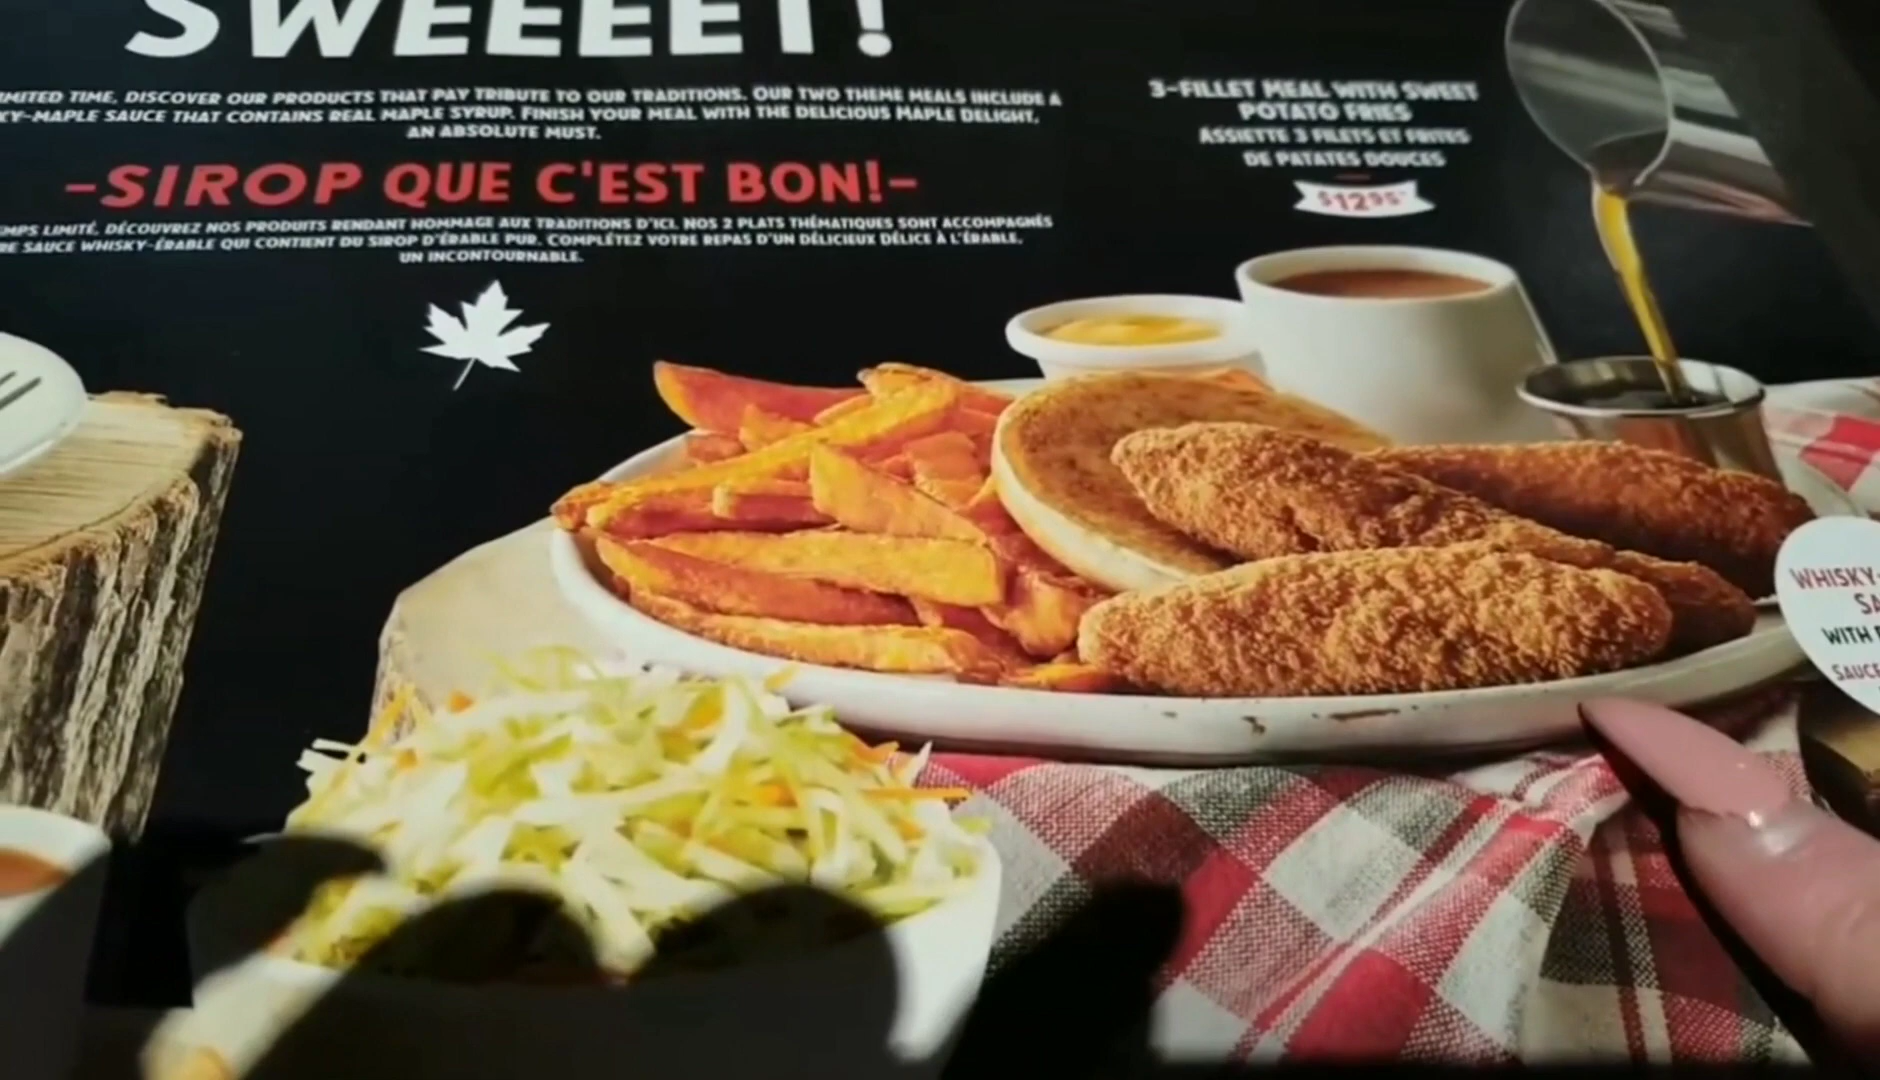 SWEEEET!
IMITED TIME, DISCOVER OUR PRODUCTS THAT PAY TRIBUTE TO OUR TRADITIONS. OUR TWO THEME MEALS INCLUDE A
KY-MAPLE SAUCE THAT CONTAINS REAL MAPLE SYRUP. FINISH YOUR MEAL WITH THE DELICIOUS MAPLE DELIGHT,
AN ABSOLUTE MUST.
-SIROP QUE C'EST BON!-
MPS LIMITÉ, DÉCOUVREZ NOS PRODUITS RENDANT HOMMAGE AUX TRADITIONS D'ICI. NOS 2 PLATS THÉMATIQUES SONT ACCOMPAGNÉS
RE SAUCE WHISKY-ÉRABLE QUI CONTIENT DU SIROP D'ÉRABLE PUR. COMPLÉTEZ VOTRE REPAS D'UN DÉLICIEUX DÉLICE À L'ÉRABLE,
UN INCONTOURNABLE.
3-FILLET MEAL WITH SWEET
POTATO FRIES
ASSIETTE 3 FILETS ET FRITES
DE PATATES DOUCES
$12.95*
WHISKY-
SA
WITH
SAUCE